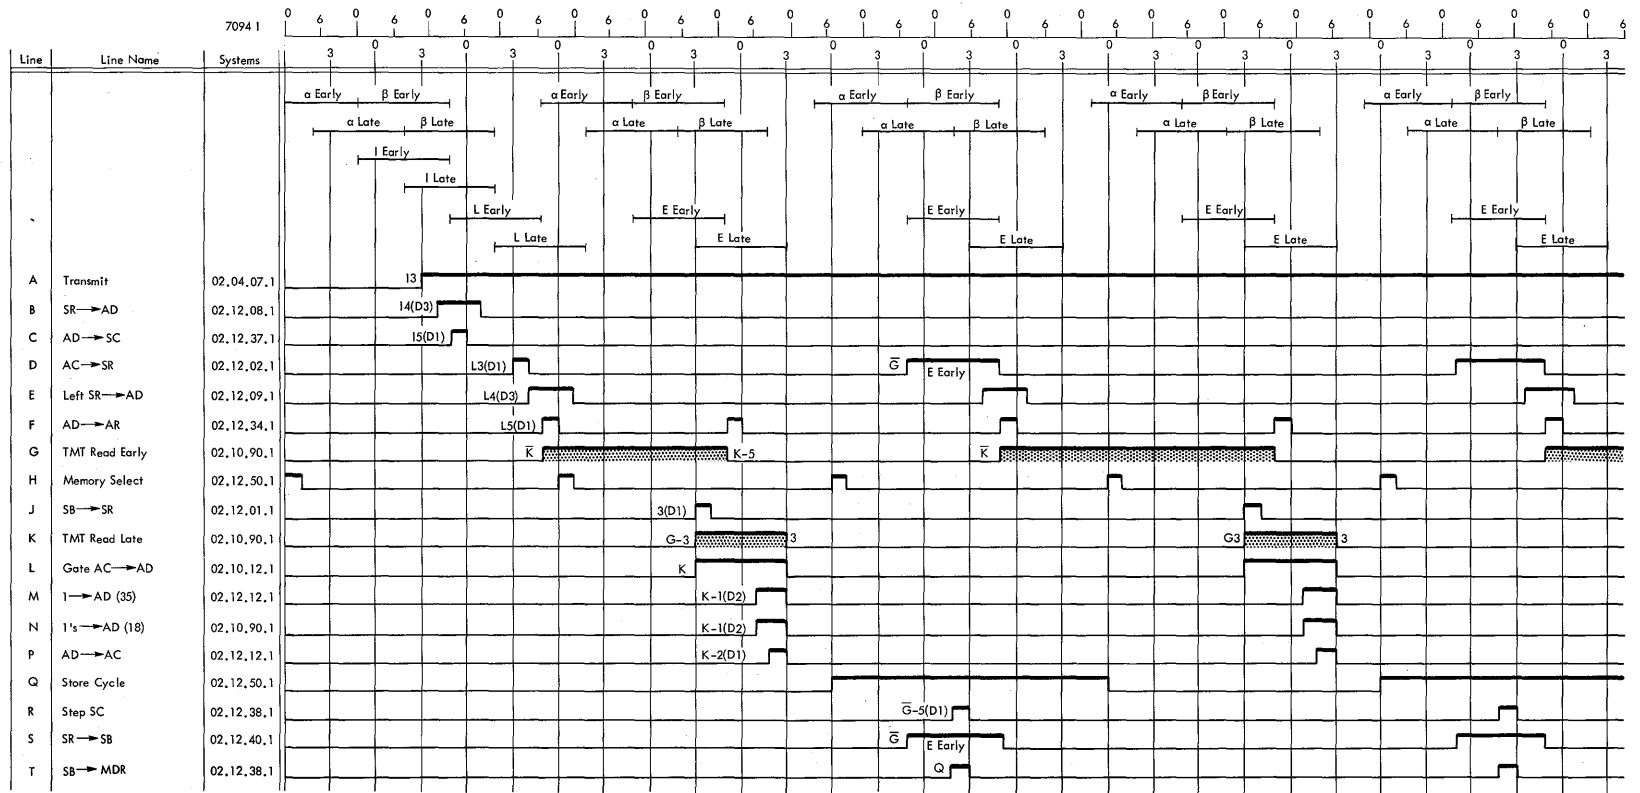 0 0 0 0 0 0 0 0 0 0 0 0 0 0 0
7094 1 6 6 6 6 6 6 6 6 6 6 6 6 6 6 6
0 0 0 0 0 0 0 0 0 0 0 0 0 0
Line Line Name Systems 3 3 3 3 3 3 3 3 3 3 3 3 3 3 3
α Early β Early α Early β Early α Early β Early α Early β Early α Early β Early
α Late β Late α Late β Late α Late β Late α Late β Late α Late β Late
I Early
I Late
L Early E Early E Early E Early E Early
L Late E Late E Late E Late E Late
A Transmit 02.04.07.1 I3
B SR→AD 02.12.08.1 I4(D3)
C AD→SC 02.12.37.1 I5(D1)
D AC→SR 02.12.02.1 L3(D1) G̅ E Early
E Left SR→AD 02.12.09.1 L4(D3)
F AD→AR 02.12.34.1 L5(D1)
G TMT Read Early 02.10.90.1 K̅ K-5 K̅
H Memory Select 02.12.50.1
J SB→SR 02.12.01.1 3(D1)
K TMT Read Late 02.10.90.1 G-3 3 G3 3
L Gate AC→AD 02.10.12.1 K
M 1→AD (35) 02.12.12.1 K-1(D2)
N 1's→AD (18) 02.10.90.1 K-1(D2)
P AD→AC 02.12.12.1 K-2(D1)
Q Store Cycle 02.12.50.1
R Step SC 02.12.38.1 G̅-5(D1)
S SR→SB 02.12.40.1 G̅ E Early
T SB→MDR 02.12.38.1 Q